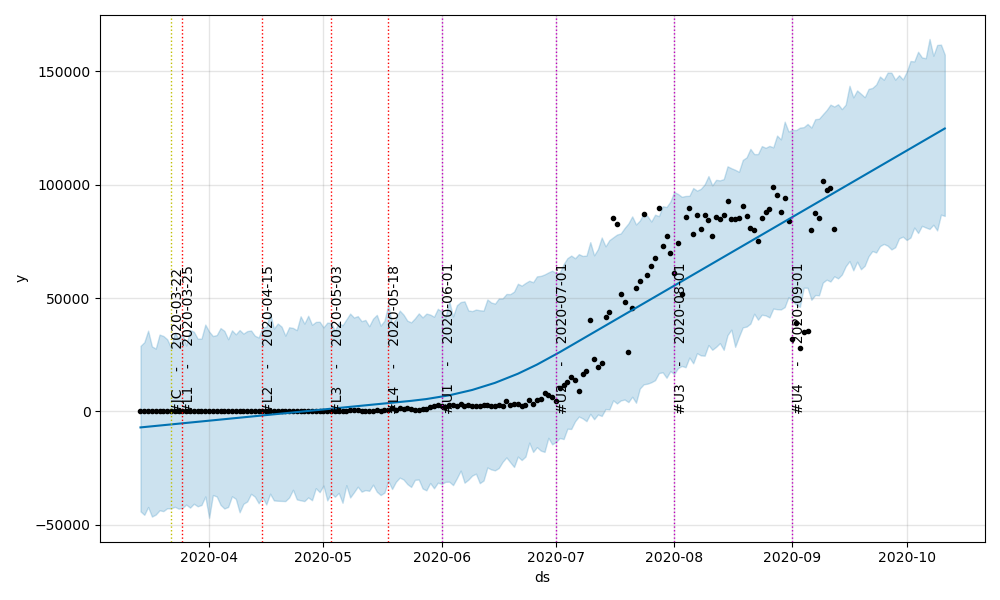 y
150000
100000
50000
0
−50000
#JC - 2020-03-22
#L1 - 2020-03-25
#L2 - 2020-04-15
#L3 - 2020-05-03
#L4 - 2020-05-18
#U1 - 2020-06-01
#U2 - 2020-07-01
#U3 - 2020-08-01
#U4 - 2020-09-01
2020-04 2020-05 2020-06 2020-07 2020-08 2020-09 2020-10
ds